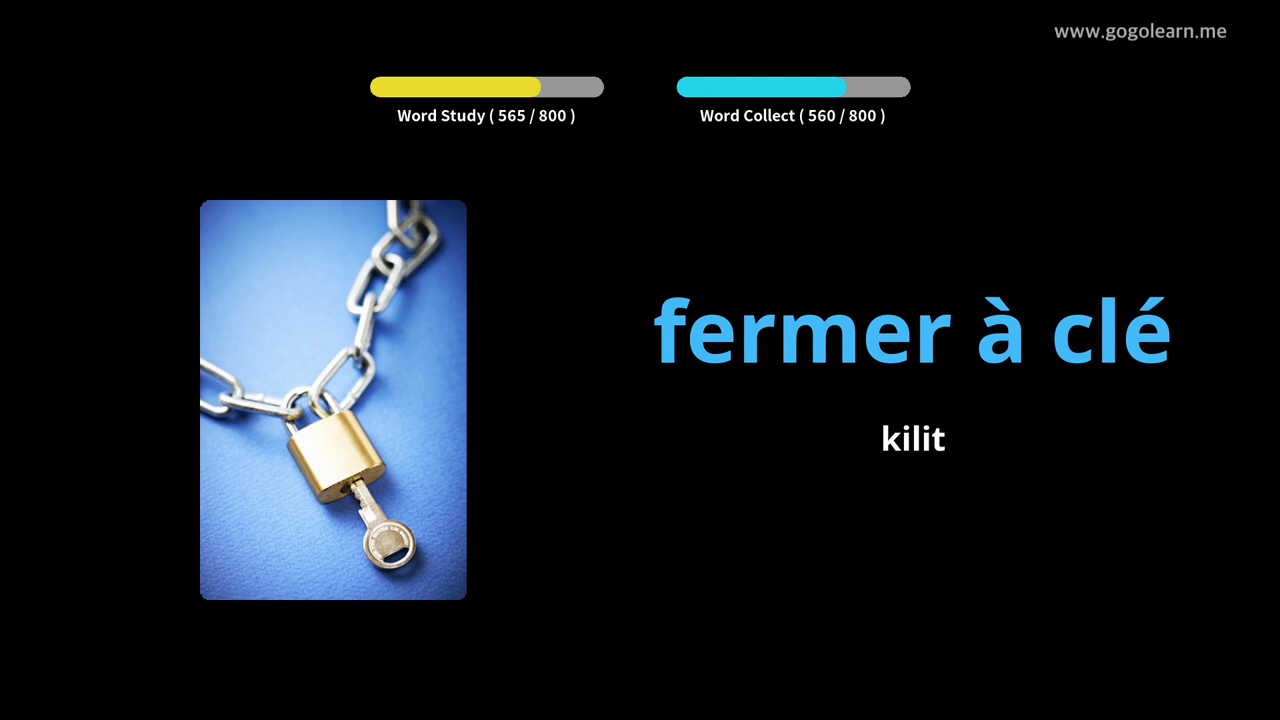 www.gogolearn.me
Word Study ( 565 / 800 )
Word Collect ( 560 / 800 )
fermer à clé
kilit